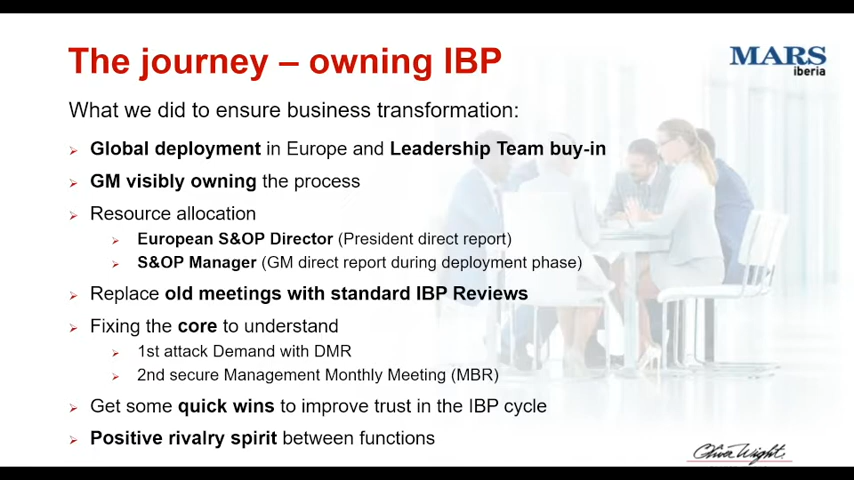 The journey – owning IBP
MARS
iberia
What we did to ensure business transformation:
Global deployment in Europe and Leadership Team buy-in
GM visibly owning the process
Resource allocation
European S&OP Director (President direct report)
S&OP Manager (GM direct report during deployment phase)
Replace old meetings with standard IBP Reviews
Fixing the core to understand
1st attack Demand with DMR
2nd secure Management Monthly Meeting (MBR)
Get some quick wins to improve trust in the IBP cycle
Positive rivalry spirit between functions
Oliver Wight